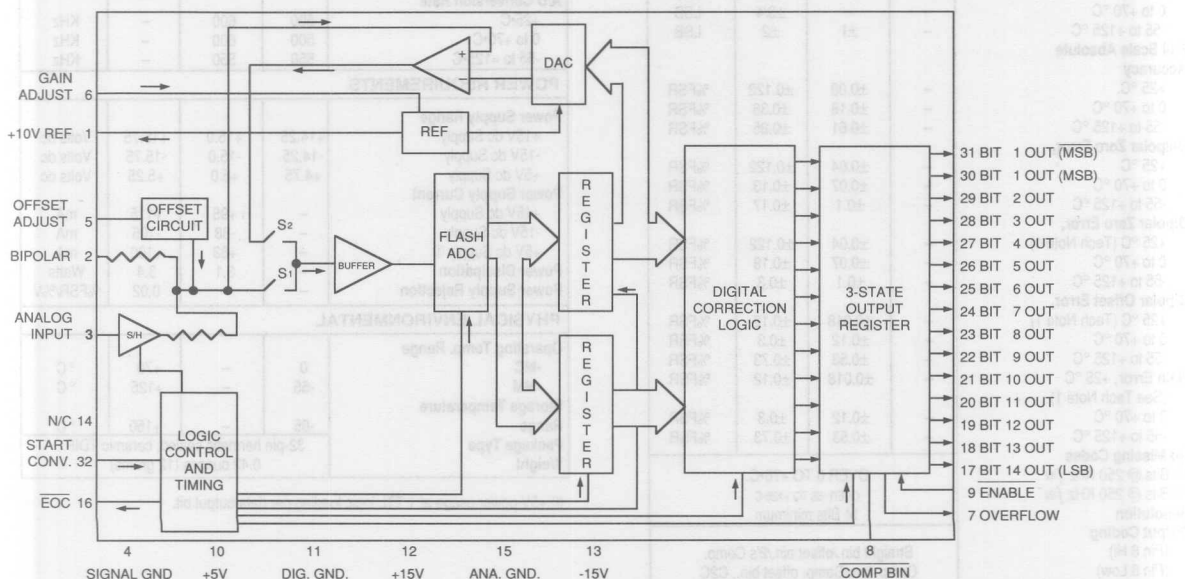 GAIN
ADJUST 6
+10V REF 1
OFFSET
ADJUST 5
BIPOLAR 2
ANALOG
INPUT 3
N/C 14
START
CONV. 32
EOC 16
DAC
REF
OFFSET
CIRCUIT
S2
S1
BUFFER
S/H
FLASH
ADC
REGISTER
REGISTER
LOGIC
CONTROL
AND
TIMING
DIGITAL
CORRECTION
LOGIC
3-STATE
OUTPUT
REGISTER
31 BIT 1 OUT (MSB)
30 BIT 1 OUT (MSB)
29 BIT 2 OUT
28 BIT 3 OUT
27 BIT 4 OUT
26 BIT 5 OUT
25 BIT 6 OUT
24 BIT 7 OUT
23 BIT 8 OUT
22 BIT 9 OUT
21 BIT 10 OUT
20 BIT 11 OUT
19 BIT 12 OUT
18 BIT 13 OUT
17 BIT 14 OUT (LSB)
9 ENABLE
7 OVERFLOW
4 10 11 12 15 13 8
SIGNAL GND +5V DIG. GND. +15V ANA. GND. -15V COMP BIN